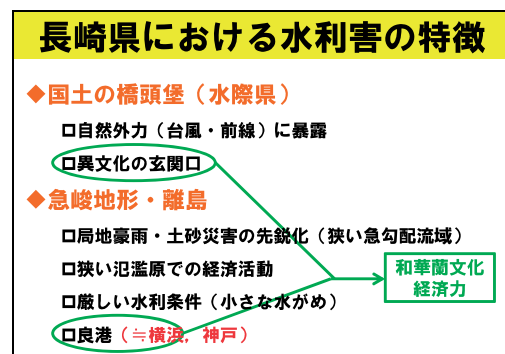 長崎県における水利害の特徴
◆国土の橋頭堡（水際県）
□自然外力（台風・前線）に暴露
□異文化の玄関口
◆急峻地形・離島
□局地豪雨・土砂災害の先鋭化（狭い急勾配流域）
□狭い氾濫原での経済活動
□厳しい水利条件（小さな水がめ）
□良港（≒横浜，神戸）
和華蘭文化
経済力